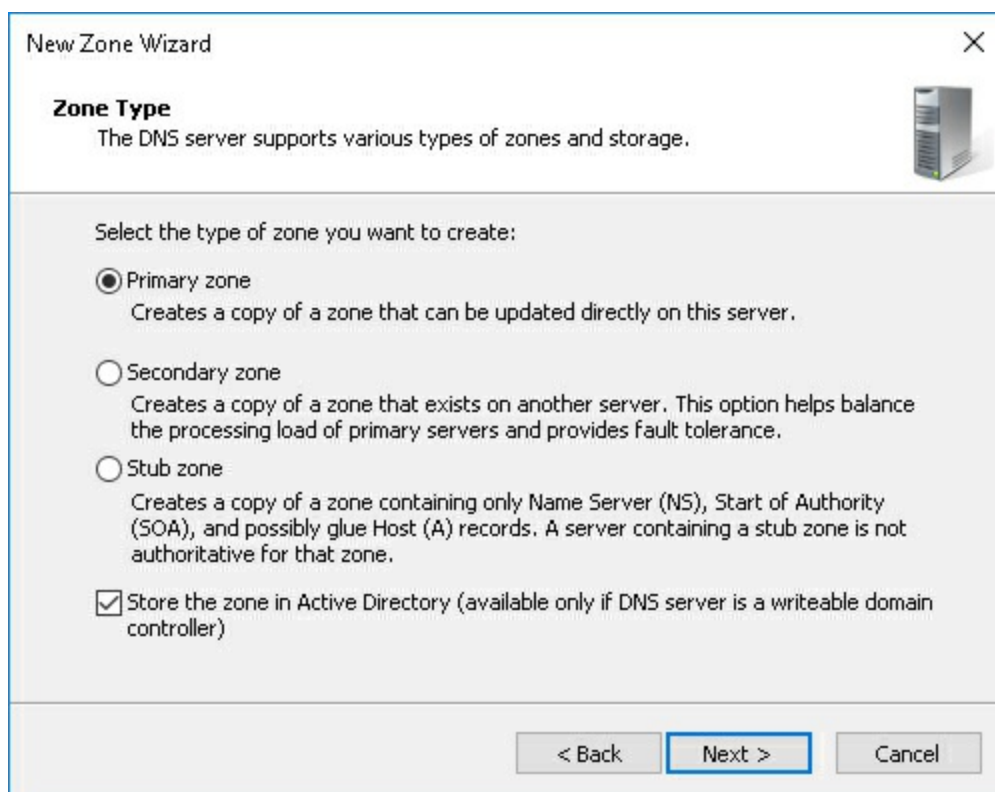 New Zone Wizard
Zone Type
The DNS server supports various types of zones and storage.
Select the type of zone you want to create:
Primary zone
Creates a copy of a zone that can be updated directly on this server.
Secondary zone
Creates a copy of a zone that exists on another server. This option helps balance
the processing load of primary servers and provides fault tolerance.
Stub zone
Creates a copy of a zone containing only Name Server (NS), Start of Authority
(SOA), and possibly glue Host (A) records. A server containing a stub zone is not
authoritative for that zone.
Store the zone in Active Directory (available only if DNS server is a writeable domain
controller)
< Back Next > Cancel